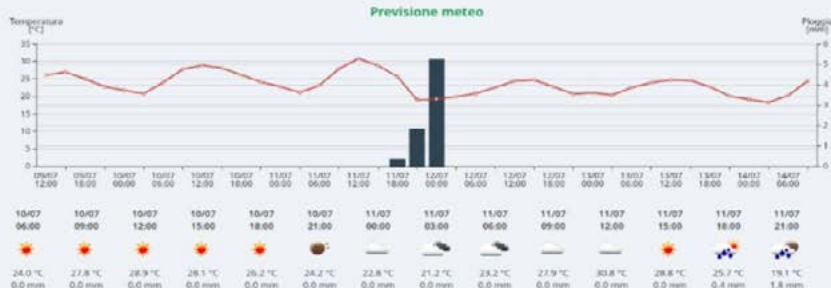 Previsione meteo
Temperatura
[°C]
Pioggia
[mm]
35
30
25
20
15
10
5
0
6
5
4
3
2
1
0
09/07 09/07 10/07 10/07 10/07 10/07 11/07 11/07 11/07 11/07 12/07 12/07 12/07 12/07 13/07 13/07 13/07 13/07 14/07 14/07
12:00 18:00 00:00 06:00 12:00 18:00 00:00 06:00 12:00 18:00 00:00 06:00 12:00 18:00 00:00 06:00 12:00 18:00 00:00 06:00
10/07 10/07 10/07 10/07 10/07 10/07 11/07 11/07 11/07 11/07 11/07 11/07 11/07 11/07
06:00 09:00 12:00 15:00 18:00 21:00 00:00 03:00 06:00 09:00 12:00 15:00 18:00 21:00
24.0 °C 27.8 °C 28.9 °C 28.1 °C 26.2 °C 24.2 °C 22.8 °C 21.2 °C 23.2 °C 27.9 °C 30.8 °C 28.8 °C 25.7 °C 19.1 °C
0.0 mm 0.0 mm 0.0 mm 0.0 mm 0.0 mm 0.0 mm 0.0 mm 0.0 mm 0.0 mm 0.0 mm 0.0 mm 0.0 mm 0.4 mm 1.8 mm